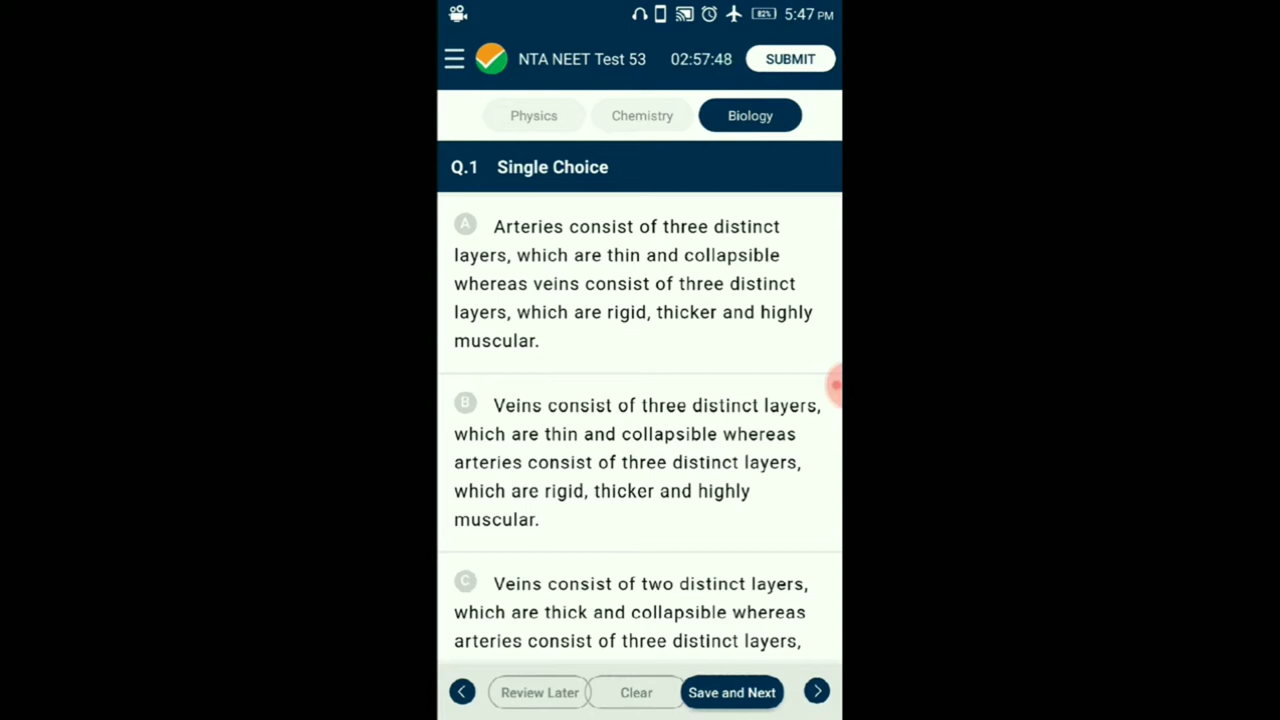 82% 5:47 PM
NTA NEET Test 53 02:57:48 SUBMIT
Physics Chemistry Biology
Q.1 Single Choice
A Arteries consist of three distinct
layers, which are thin and collapsible
whereas veins consist of three distinct
layers, which are rigid, thicker and highly
muscular.
B Veins consist of three distinct layers,
which are thin and collapsible whereas
arteries consist of three distinct layers,
which are rigid, thicker and highly
muscular.
C Veins consist of two distinct layers,
which are thick and collapsible whereas
arteries consist of three distinct layers,
Review Later Clear Save and Next